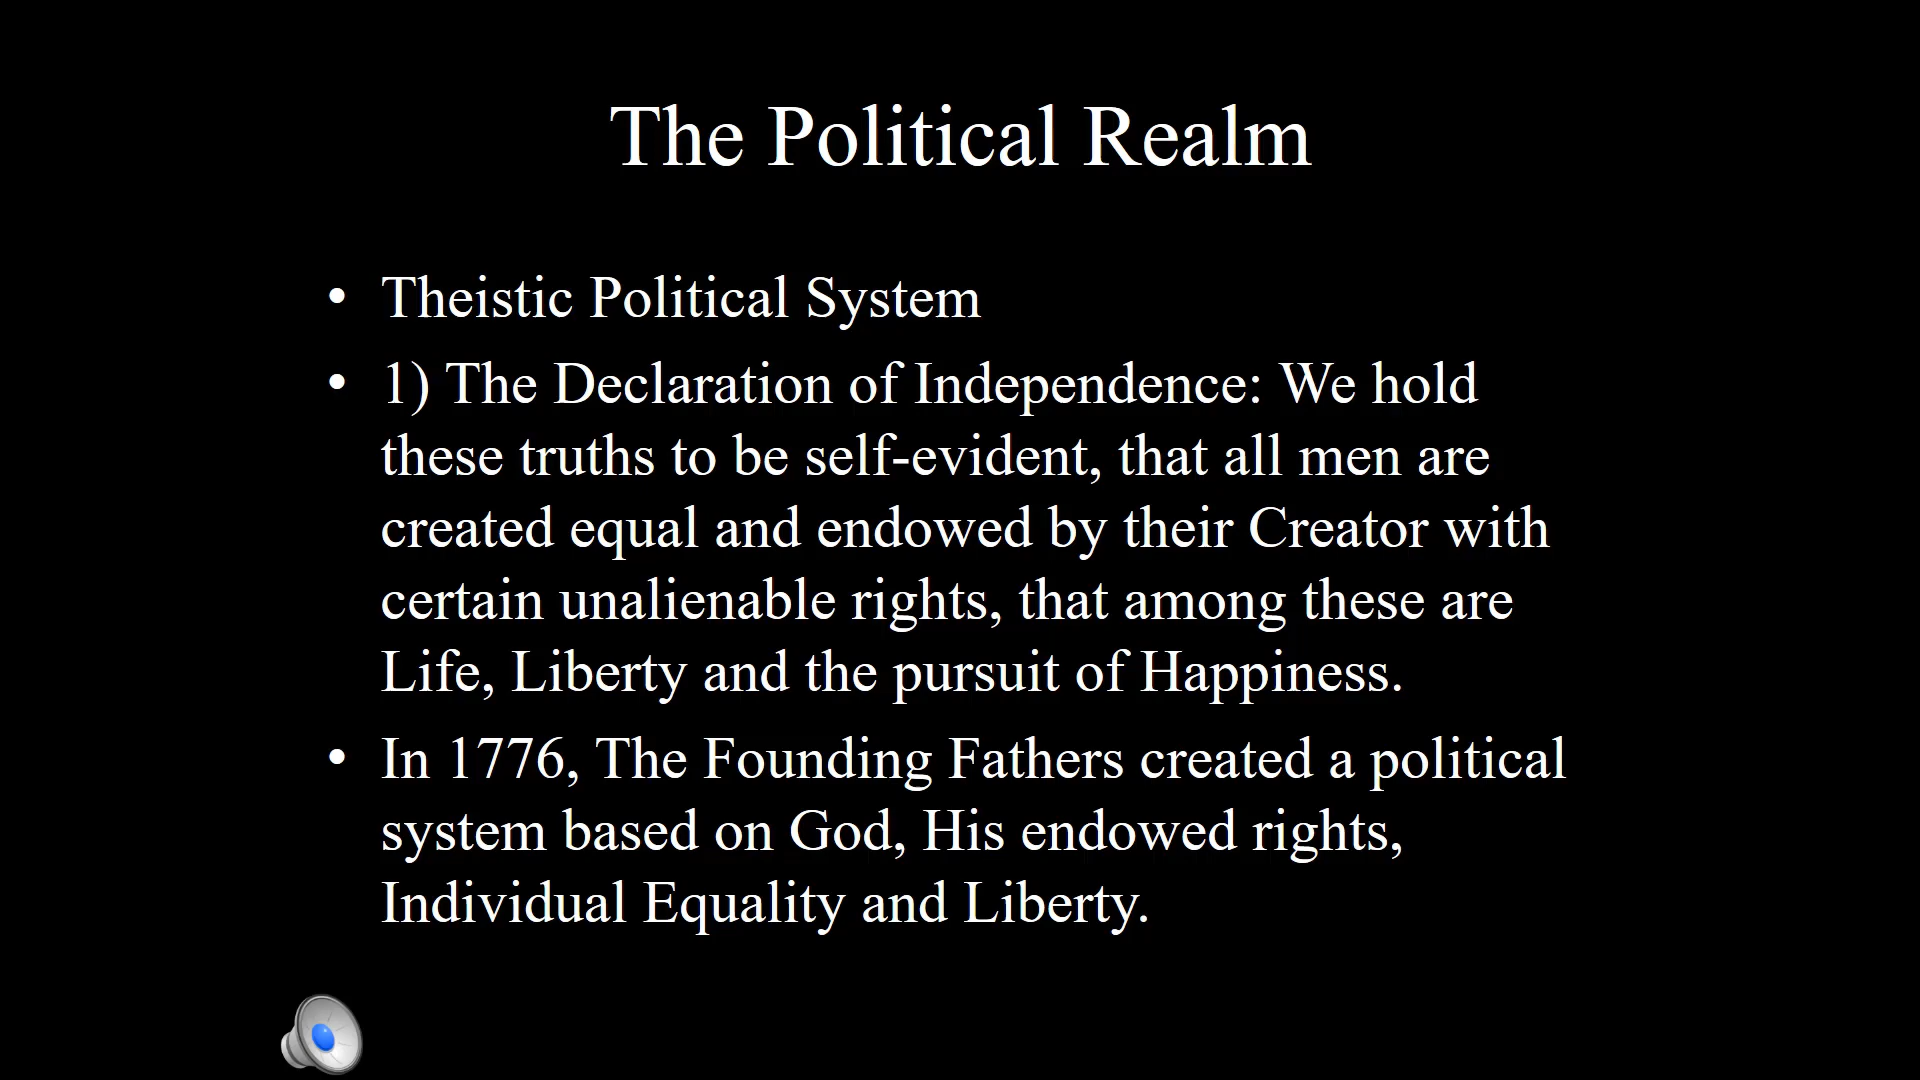 The Political Realm
• Theistic Political System
• 1) The Declaration of Independence: We hold
these truths to be self-evident, that all men are
created equal and endowed by their Creator with
certain unalienable rights, that among these are
Life, Liberty and the pursuit of Happiness.
• In 1776, The Founding Fathers created a political
system based on God, His endowed rights,
Individual Equality and Liberty.